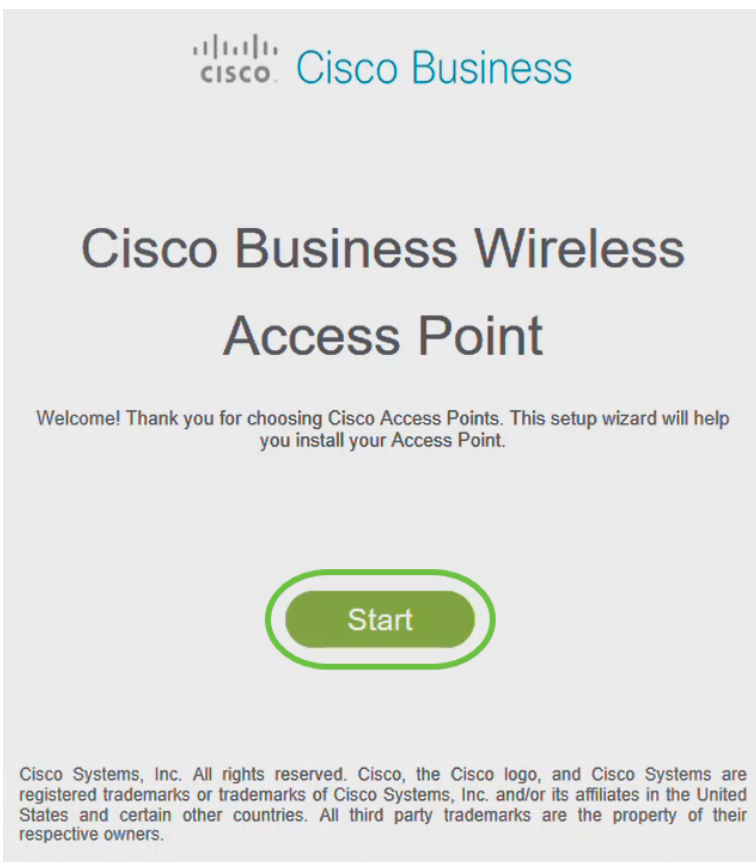 cisco. Cisco Business
Cisco Business Wireless
Access Point
Welcome! Thank you for choosing Cisco Access Points. This setup wizard will help
you install your Access Point.
Start
Cisco Systems, Inc. All rights reserved. Cisco, the Cisco logo, and Cisco Systems are
registered trademarks or trademarks of Cisco Systems, Inc. and/or its affiliates in the United
States and certain other countries. All third party trademarks are the property of their
respective owners.